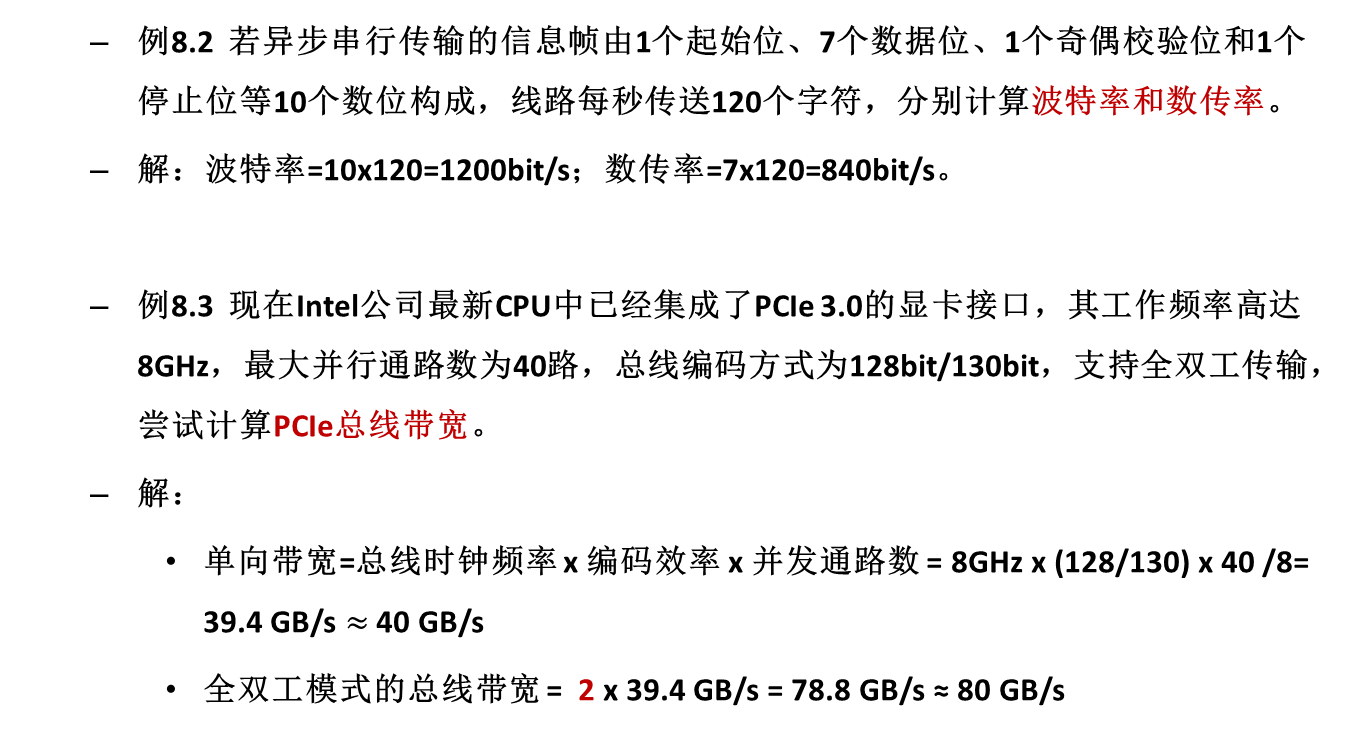 – 例8.2 若异步串行传输的信息帧由1个起始位、7个数据位、1个奇偶校验位和1个
停止位等10个数位构成，线路每秒传送120个字符，分别计算波特率和数传率。
– 解：波特率=10x120=1200bit/s；数传率=7x120=840bit/s。
– 例8.3 现在Intel公司最新CPU中已经集成了PCIe 3.0的显卡接口，其工作频率高达
8GHz，最大并行通路数为40路，总线编码方式为128bit/130bit，支持全双工传输，
尝试计算PCIe总线带宽。
– 解：
• 单向带宽=总线时钟频率 x 编码效率 x 并发通路数 = 8GHz x (128/130) x 40 /8=
39.4 GB/s ≈ 40 GB/s
• 全双工模式的总线带宽 = 2 x 39.4 GB/s = 78.8 GB/s ≈ 80 GB/s